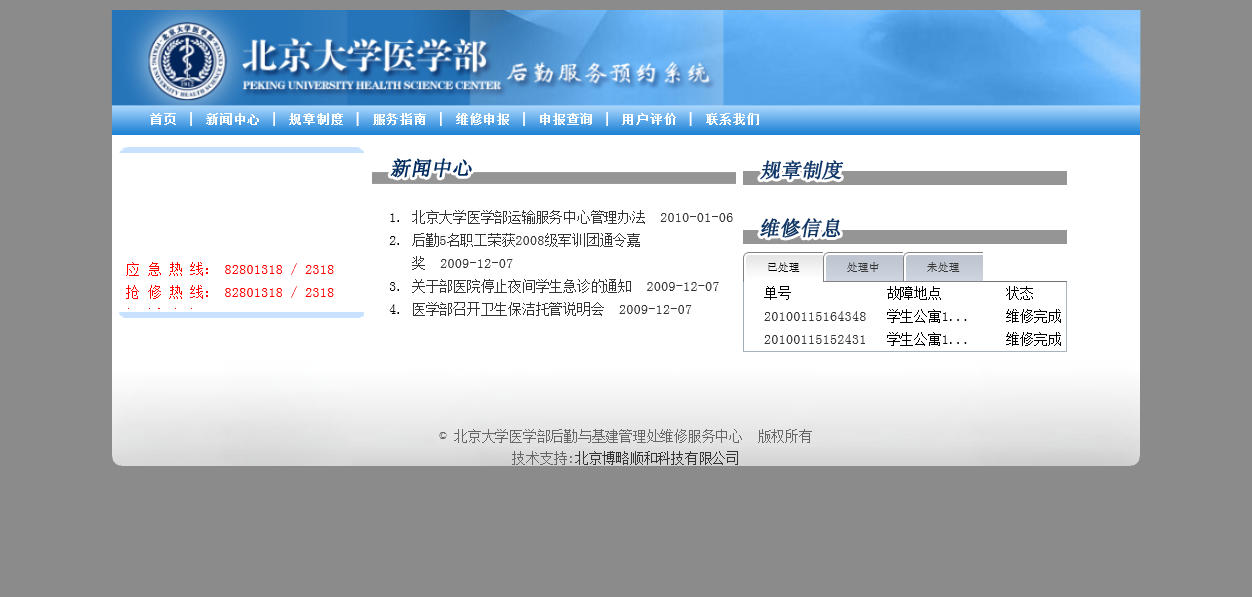 北京大学医学部
PEKING UNIVERSITY HEALTH SCIENCE CENTER
后勤服务预约系统
首页 | 新闻中心 | 规章制度 | 服务指南 | 维修申报 | 申报查询 | 用户评价 | 联系我们
应 急 热 线: 82801318 / 2318
抢 修 热 线: 82801318 / 2318
新闻中心
1. 北京大学医学部运输服务中心管理办法 2010-01-06
2. 后勤5名职工荣获2008级军训团通令嘉
奖 2009-12-07
3. 关于部医院停止夜间学生急诊的通知 2009-12-07
4. 医学部召开卫生保洁托管说明会 2009-12-07
规章制度
维修信息
已处理 处理中 未处理
单号 故障地点 状态
20100115164348 学生公寓1... 维修完成
20100115152431 学生公寓1... 维修完成
© 北京大学医学部后勤与基建管理处维修服务中心 版权所有
技术支持:北京博略顺和科技有限公司